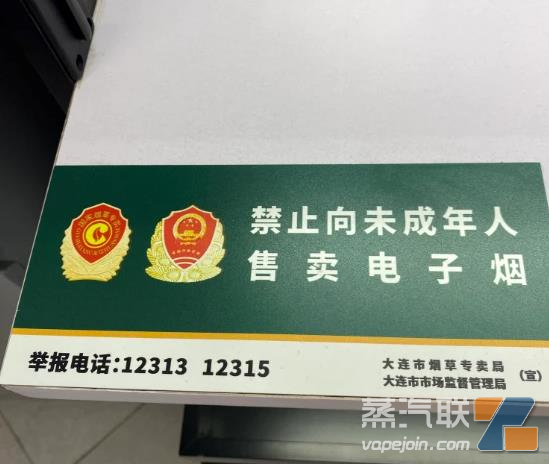 禁止向未成年人
售卖电子烟
举报电话:12313 12315
大连市烟草专卖局
大连市市场监督管理局
(宣)
蒸汽联
vapejoin.com